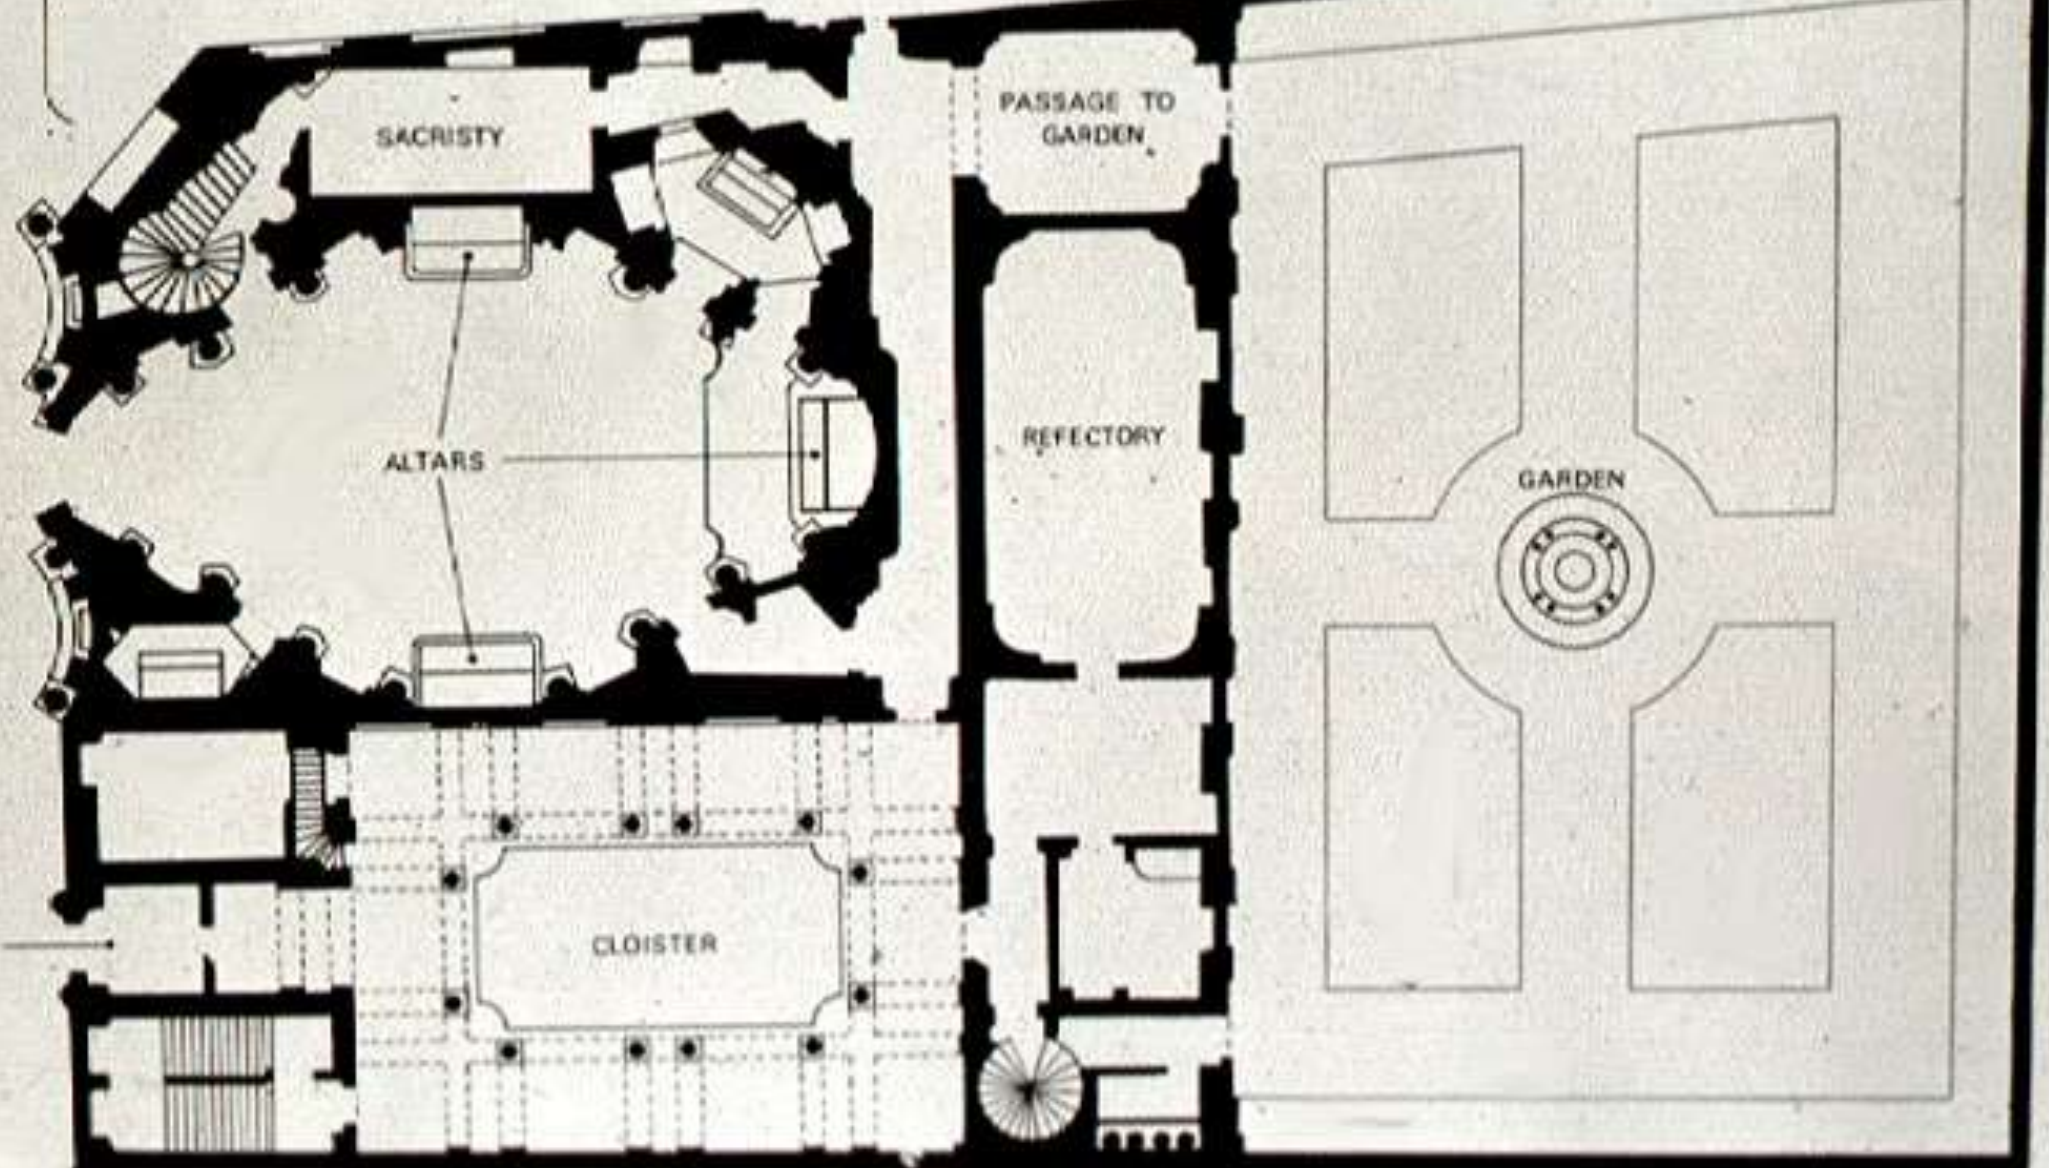 PASSAGE TO
GARDEN
SACRISTY
REFECTORY
ALTARS
GARDEN
CLOISTER